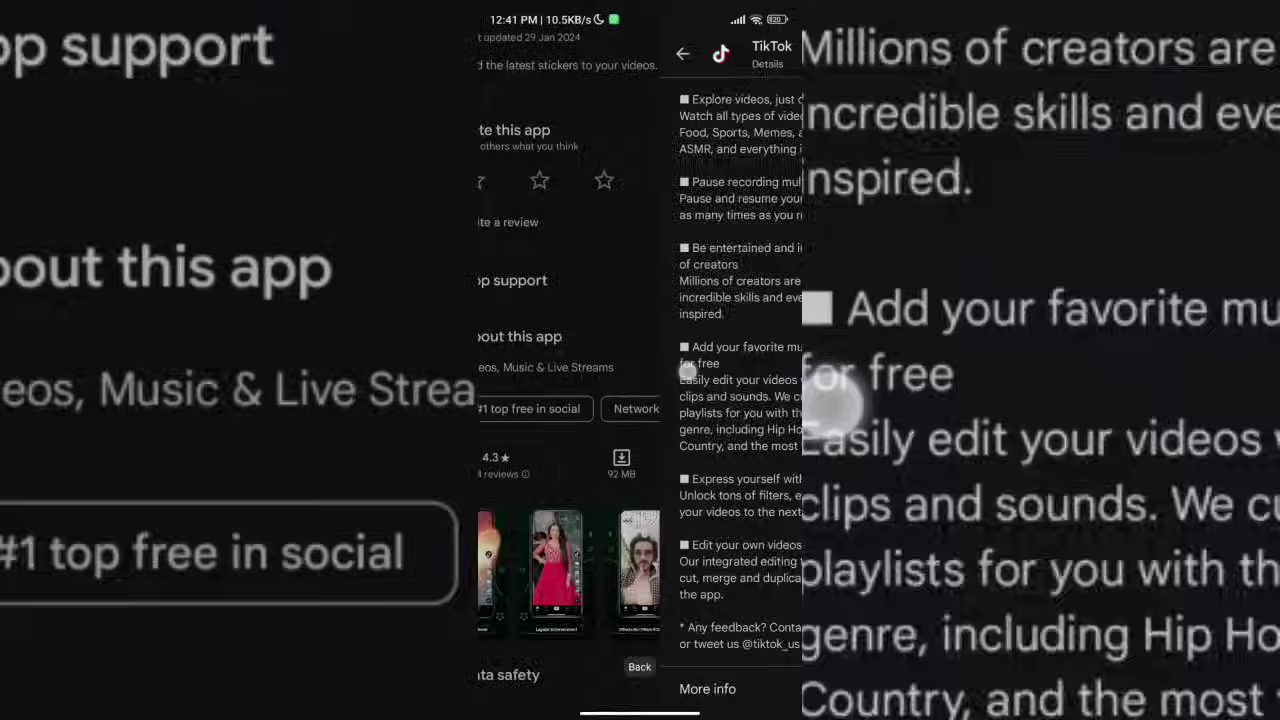 op support
bout this app
eos, Music & Live Strea
#1 top free in social
12:41 PM | 10.5KB/s
t updated 29 Jan 2024
d the latest stickers to your videos.
te this app
others what you think
ite a review
op support
bout this app
eos, Music & Live Streams
#1 top free in social
Network
4.3★
l reviews
92 MB
ata safety
Back
820
TikTok
Details
■ Explore videos, just o
Watch all types of vide
Food, Sports, Memes, a
ASMR, and everything i
■ Pause recording mul
Pause and resume your
as many times as you n
■ Be entertained and i
of creators
Millions of creators are
incredible skills and eve
inspired.
■ Add your favorite mu
for free
Easily edit your videos w
clips and sounds. We cu
playlists for you with th
genre, including Hip Ho
Country, and the most
■ Express yourself with
Unlock tons of filters, e
your videos to the next
■ Edit your own videos
Our integrated editing
cut, merge and duplica
the app.
* Any feedback? Conta
or tweet us @tiktok_us
More info
Millions of creators are
incredible skills and eve
inspired.
■ Add your favorite mu
for free
Easily edit your videos w
clips and sounds. We cu
playlists for you with th
genre, including Hip Ho
Country, and the most